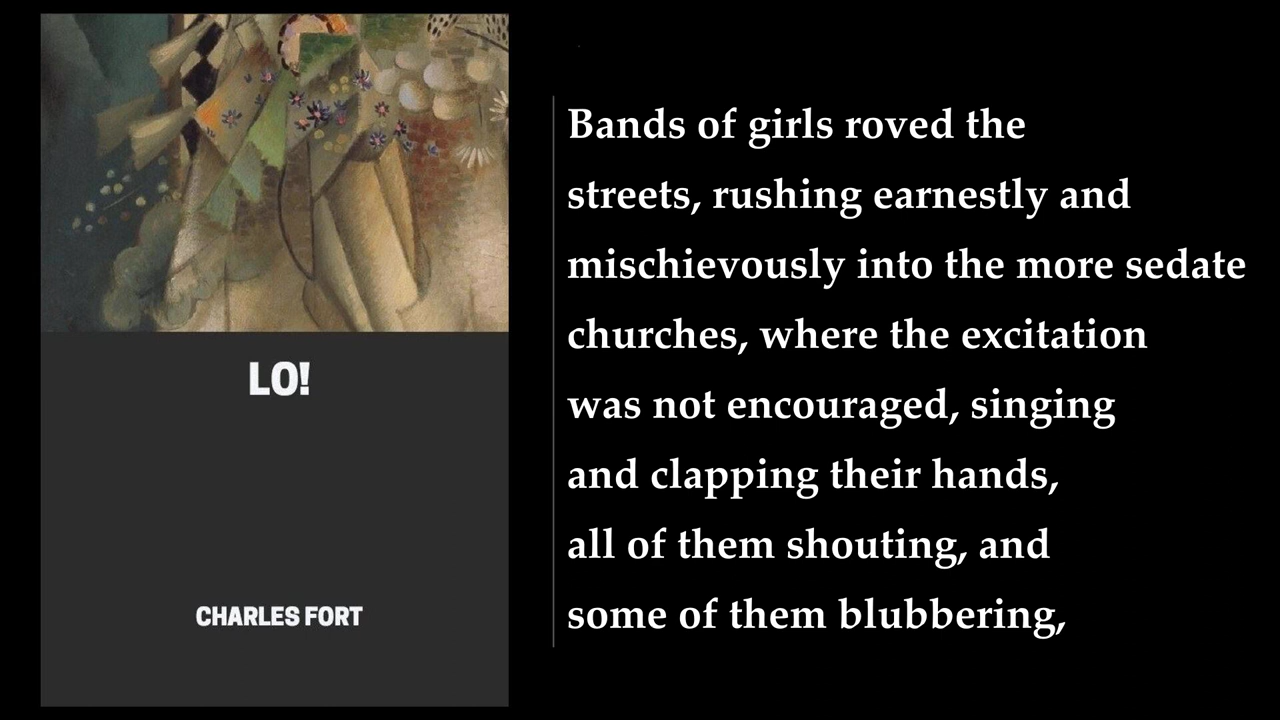 LO!
CHARLES FORT
Bands of girls roved the
streets, rushing earnestly and
mischievously into the more sedate
churches, where the excitation
was not encouraged, singing
and clapping their hands,
all of them shouting, and
some of them blubbering,